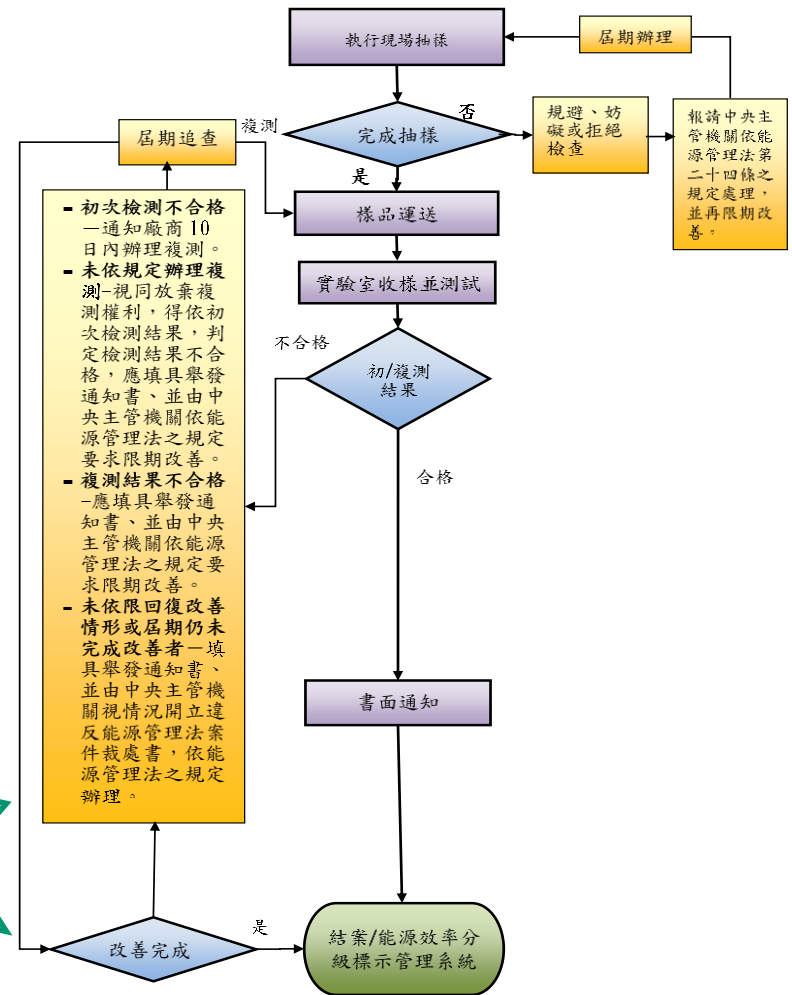 執行現場抽樣
屆期辦理
完成抽樣
否
是
規避、妨
礙或拒絕
檢查
報請中央主
管機關依能
源管理法第
二十四條之
規定處理，
並再限期改
善。
屆期追查
複測
樣品運送
實驗室收樣並測試
初/複測
結果
不合格
合格
- 初次檢測不合格
—通知廠商 10
日內辦理複測。
- 未依規定辦理複
測–視同放棄複
測權利，得依初
次檢測結果，判
定檢測結果不合
格，應填具舉發
通知書、並由中
央主管機關依能
源管理法之規定
要求限期改善。
- 複測結果不合格
–應填具舉發通
知書、並由中央
主管機關依能源
管理法之規定要
求限期改善。
- 未依限回復改善
情形或屆期仍未
完成改善者—填
具舉發通知書、
並由中央主管機
關視情況開立違
反能源管理法案
件裁處書，依能
源管理法之規定
辦理。
書面通知
改善完成
是
結案/能源效率分
級標示管理系統